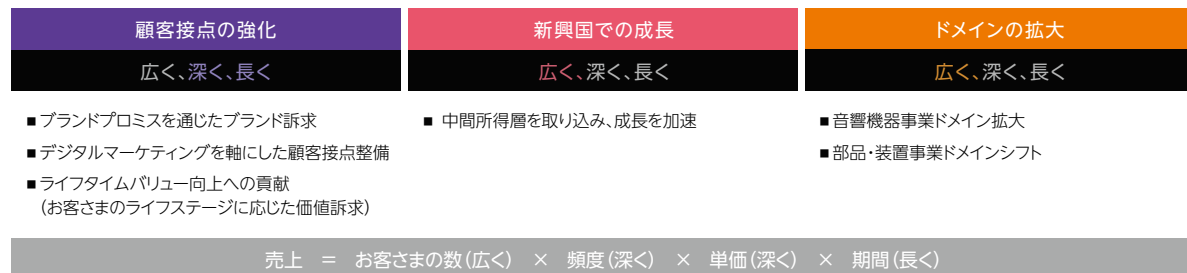 顧客接点の強化
広く、深く、長く
■ブランドプロミスを通じたブランド訴求
■デジタルマーケティングを軸にした顧客接点整備
■ライフタイムバリュー向上への貢献
(お客さまのライフステージに応じた価値訴求)
新興国での成長
広く、深く、長く
■ 中間所得層を取り込み、成長を加速
ドメインの拡大
広く、深く、長く
■音響機器事業ドメイン拡大
■部品・装置事業ドメインシフト
売上 = お客さまの数(広く) × 頻度(深く) × 単価(深く) × 期間(長く)